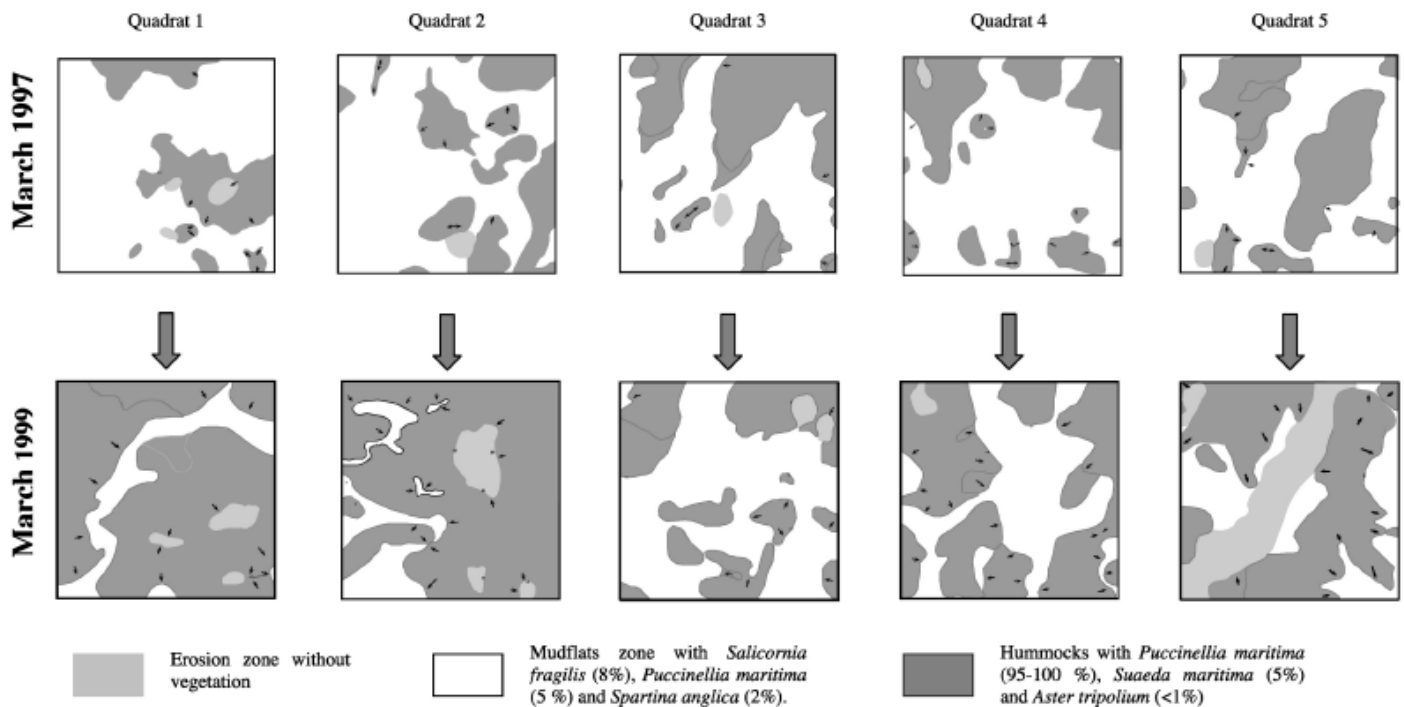 Quadrat 1
Quadrat 2
Quadrat 3
Quadrat 4
Quadrat 5
March 1997
March 1999
Erosion zone without
vegetation
Mudflats zone with Salicornia
fragilis (8%), Puccinellia maritima
(5 %) and Spartina anglica (2%).
Hummocks with Puccinellia maritima
(95-100 %), Suaeda maritima (5%)
and Aster tripolium (<1%)